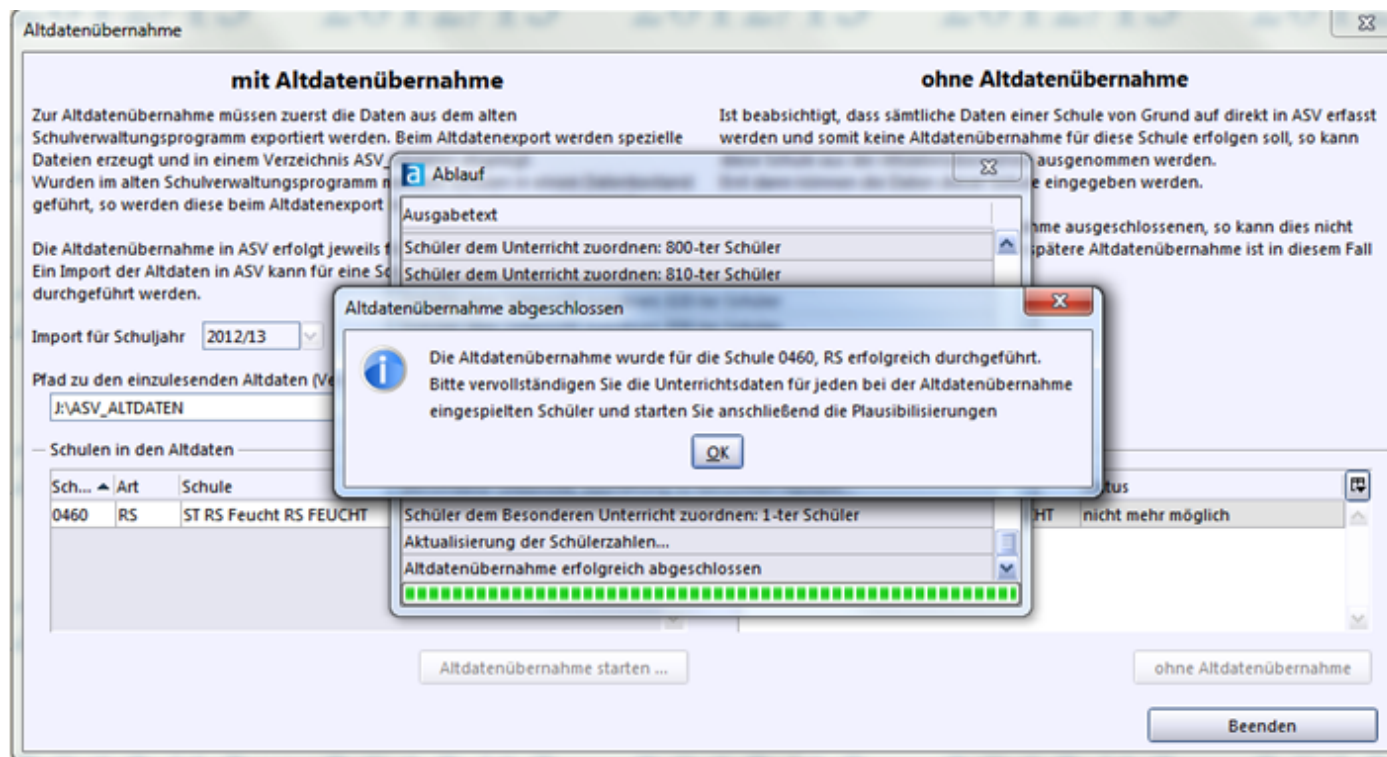 Altdatenübernahme
mit Altdatenübernahme
Zur Altdatenübernahme müssen zuerst die Daten aus dem alten
Schulverwaltungsprogramm exportiert werden. Beim Altdatenexport werden spezielle
Dateien erzeugt und in einem Verzeichnis ASV_
Wurden im alten Schulverwaltungsprogramm
geführt, so werden diese beim Altdatenexport
Die Altdatenübernahme in ASV erfolgt jeweils
Ein Import der Altdaten in ASV kann für eine
durchgeführt werden.
Import für Schuljahr 2012/13
Pfad zu den einzulesenden Altdaten
J:\ASV_ALTDATEN
Schulen in den Altdaten
Sch... Art Schule
0460 RS ST RS Feucht RS FEUCHT
Altdatenübernahme starten ...
ohne Altdatenübernahme
Ist beabsichtigt, dass sämtliche Daten einer Schule von Grund auf direkt in ASV erfasst
werden und somit keine Altdatenübernahme für diese Schule erfolgen soll, so kann
ausgenommen werden.
eingegeben werden.
ausgeschlossenen, so kann dies nicht
spätere Altdatenübernahme ist in diesem Fall
nicht mehr möglich
ohne Altdatenübernahme
Beenden
a Ablauf
Ausgabetext
Schüler dem Unterricht zuordnen: 800-ter Schüler
Schüler dem Unterricht zuordnen: 810-ter Schüler
Altdatenübernahme abgeschlossen
Die Altdatenübernahme wurde für die Schule 0460, RS erfolgreich durchgeführt.
Bitte vervollständigen Sie die Unterrichtsdaten für jeden bei der Altdatenübernahme
eingespielten Schüler und starten Sie anschließend die Plausibilisierungen
OK
Schüler dem Besonderen Unterricht zuordnen: 1-ter Schüler
Aktualisierung der Schülerzahlen...
Altdatenübernahme erfolgreich abgeschlossen